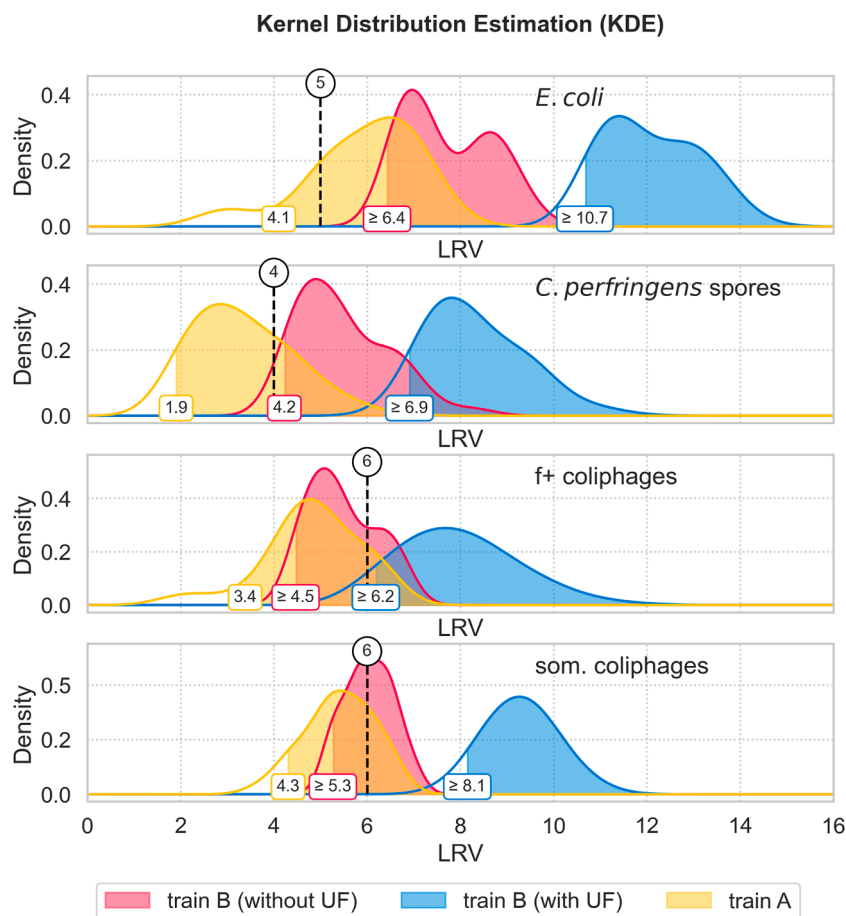 Kernel Distribution Estimation (KDE)
5
E. coli
0.4
Density
0.2
4.1 ≥ 6.4 ≥ 10.7
0.0
LRV
4
C. perfringens spores
0.4
Density
0.2
1.9 4.2 ≥ 6.9
0.0
LRV
6
f+ coliphages
0.4
Density
0.2
3.4 ≥ 4.5 ≥ 6.2
0.0
LRV
6
som. coliphages
0.5
Density
0.2
4.3 ≥ 5.3 ≥ 8.1
0.0
0 2 4 6 8 10 12 14 16
LRV
train B (without UF) train B (with UF) train A